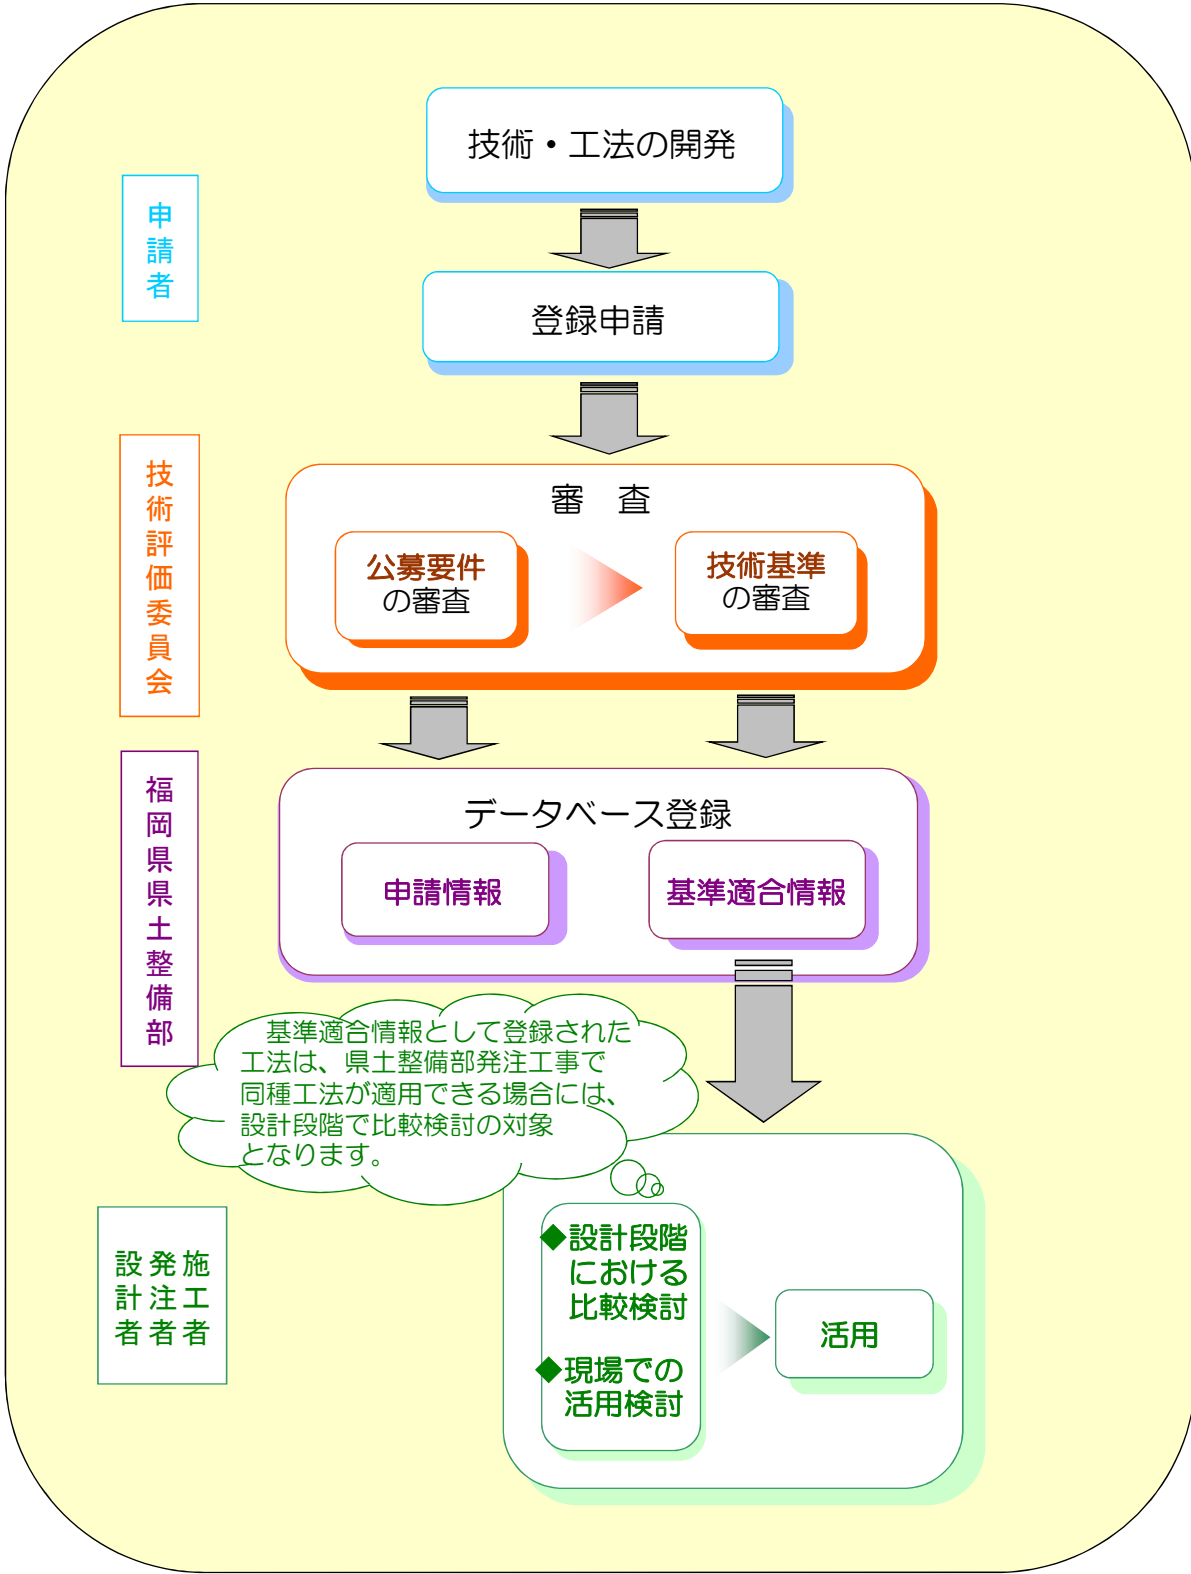 技術・工法の開発
申請者
登録申請
技術評価委員会
審　査
公募要件
の審査
技術基準
の審査
福岡県県土整備部
データベース登録
申請情報
基準適合情報
　基準適合情報として登録された
工法は、県土整備部発注工事で
同種工法が適用できる場合には、
設計段階で比較検討の対象
となります。
設計者
発注者
施工者
◆設計段階
における
比較検討
◆現場での
活用検討
活用